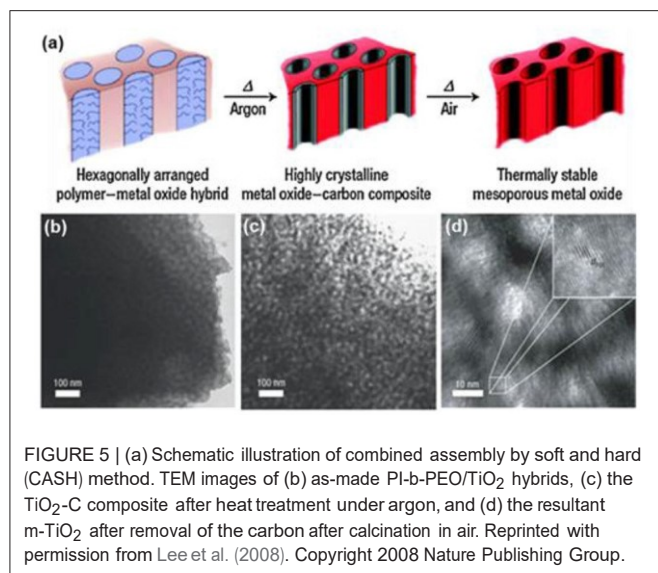 (a)
Δ
Argon
Δ
Air
Hexagonally arranged
polymer–metal oxide hybrid
Highly crystalline
metal oxide–carbon composite
Thermally stable
mesoporous metal oxide
(b)
100 nm
(c)
100 nm
(d)
10 nm
FIGURE 5 | (a) Schematic illustration of combined assembly by soft and hard
(CASH) method. TEM images of (b) as-made PI-b-PEO/TiO2 hybrids, (c) the
TiO2-C composite after heat treatment under argon, and (d) the resultant
m-TiO2 after removal of the carbon after calcination in air. Reprinted with
permission from Lee et al. (2008). Copyright 2008 Nature Publishing Group.